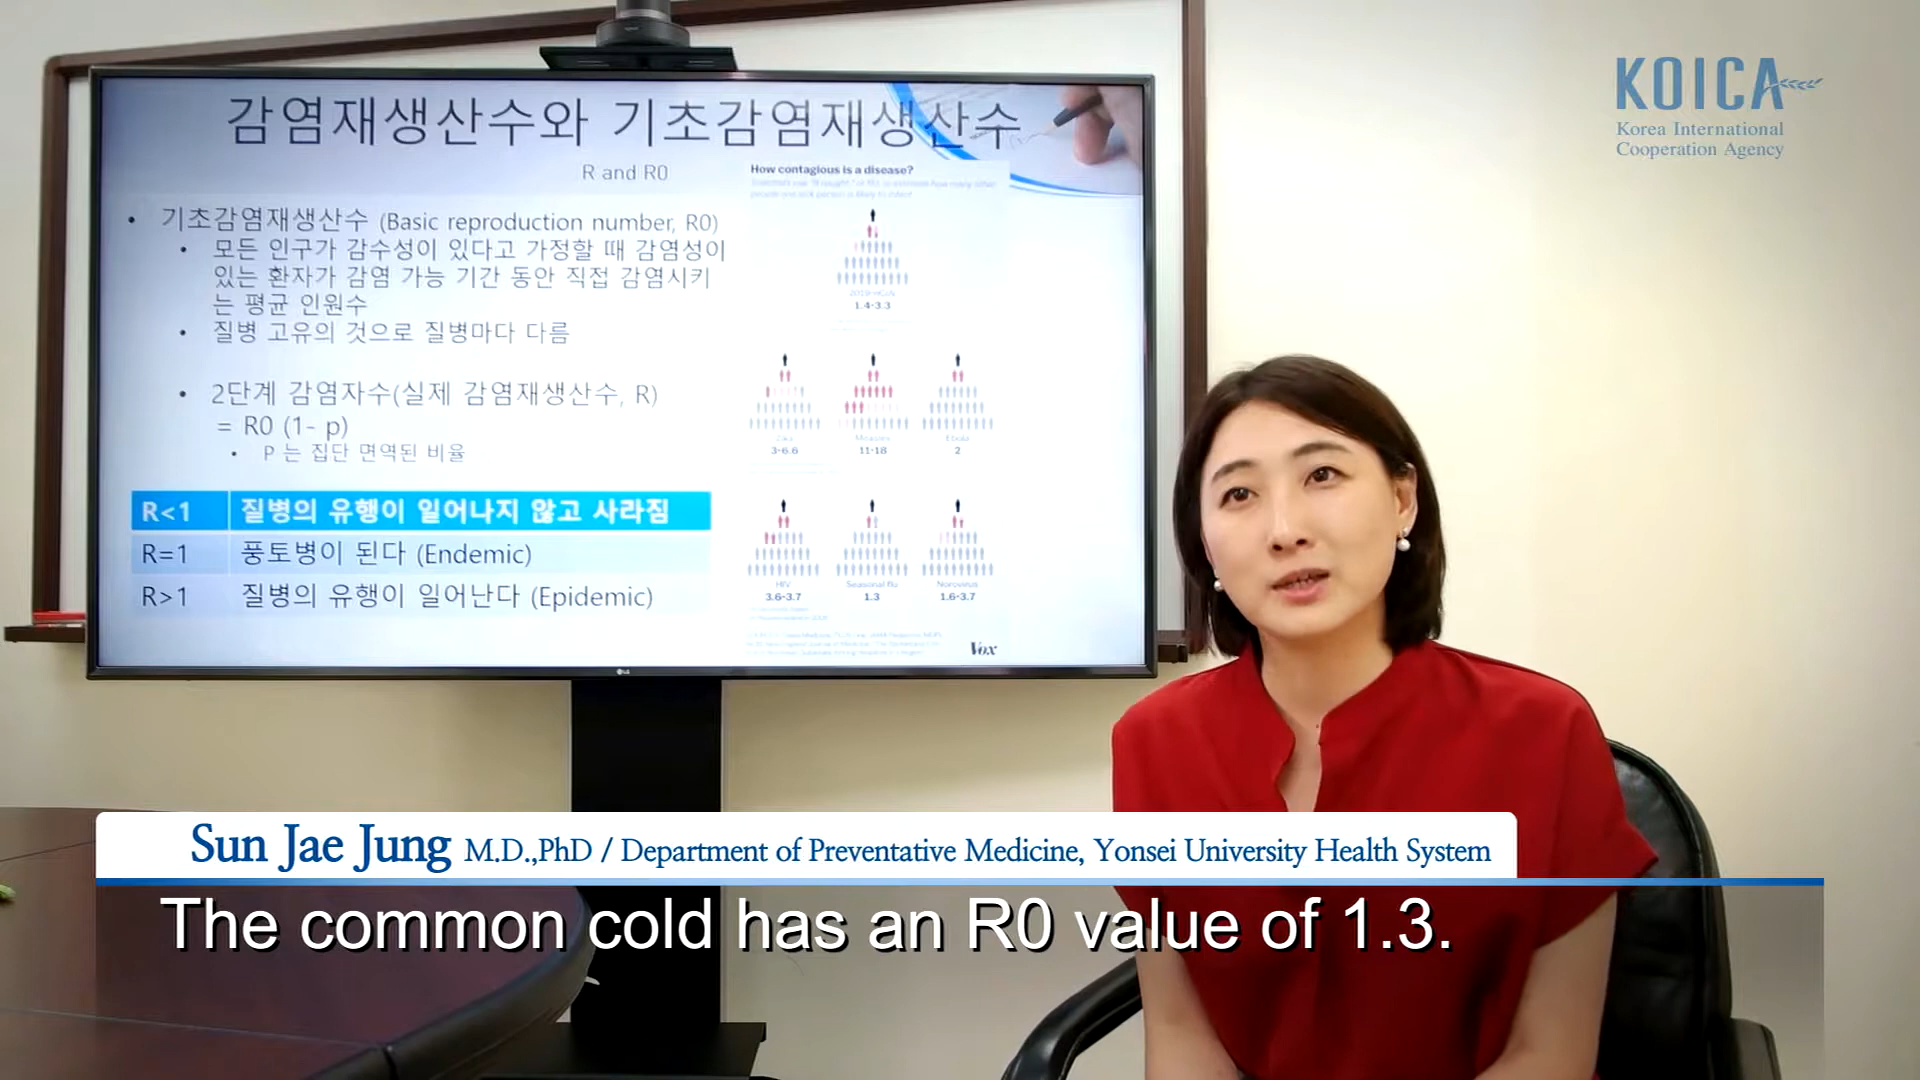 감염재생산수와 기초감염재생산수
R and R0
• 기초감염재생산수 (Basic reproduction number, R0)
• 모든 인구가 감수성이 있다고 가정할 때 감염성이
있는 환자가 감염 가능 기간 동안 직접 감염시키
는 평균 인원수
• 질병 고유의 것으로 질병마다 다름
• 2단계 감염자수(실제 감염재생산수, R)
= R0 (1- p)
• P 는 집단 면역된 비율
R<1 질병의 유행이 일어나지 않고 사라짐
R=1 풍토병이 된다 (Endemic)
R>1 질병의 유행이 일어난다 (Epidemic)
How contagious is a disease?
1.4-3.3
Zika
3-6.6
Measles
11-18
Ebola
2
HIV
3.6-3.7
Seasonal flu
1.3
Norovirus
1.6-3.7
Vox
LG
KOICA
Korea International
Cooperation Agency
Sun Jae Jung M.D.,PhD / Department of Preventative Medicine, Yonsei University Health System
The common cold has an R0 value of 1.3.